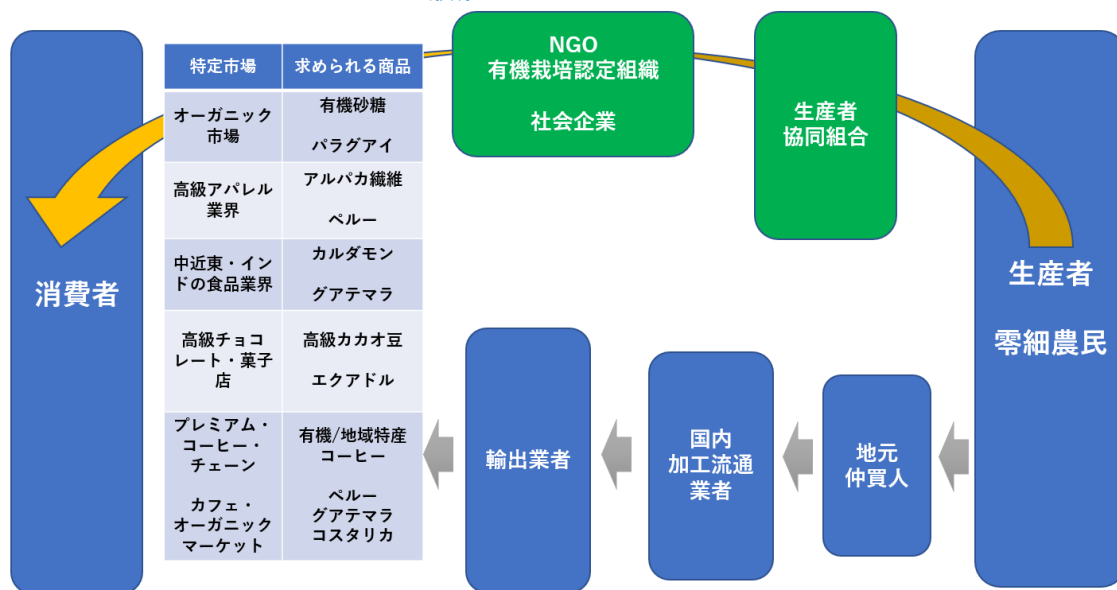 NGO
有機栽培認定組織
社会企業
生産者
協同組合
消費者
特定市場
求められる商品
オーガニック
市場
有機砂糖
パラグアイ
高級アパレル
業界
アルパカ繊維
ペルー
中近東・イン
ドの食品業界
カルダモン
グアテマラ
高級チョコ
レート・菓子
店
高級カカオ豆
エクアドル
プレミアム・
コーヒー・
チェーン
カフェ・
オーガニック
マーケット
有機/地域特産
コーヒー
ペルー
グアテマラ
コスタリカ
輸出業者
国内
加工流通
業者
地元
仲買人
生産者
零細農民